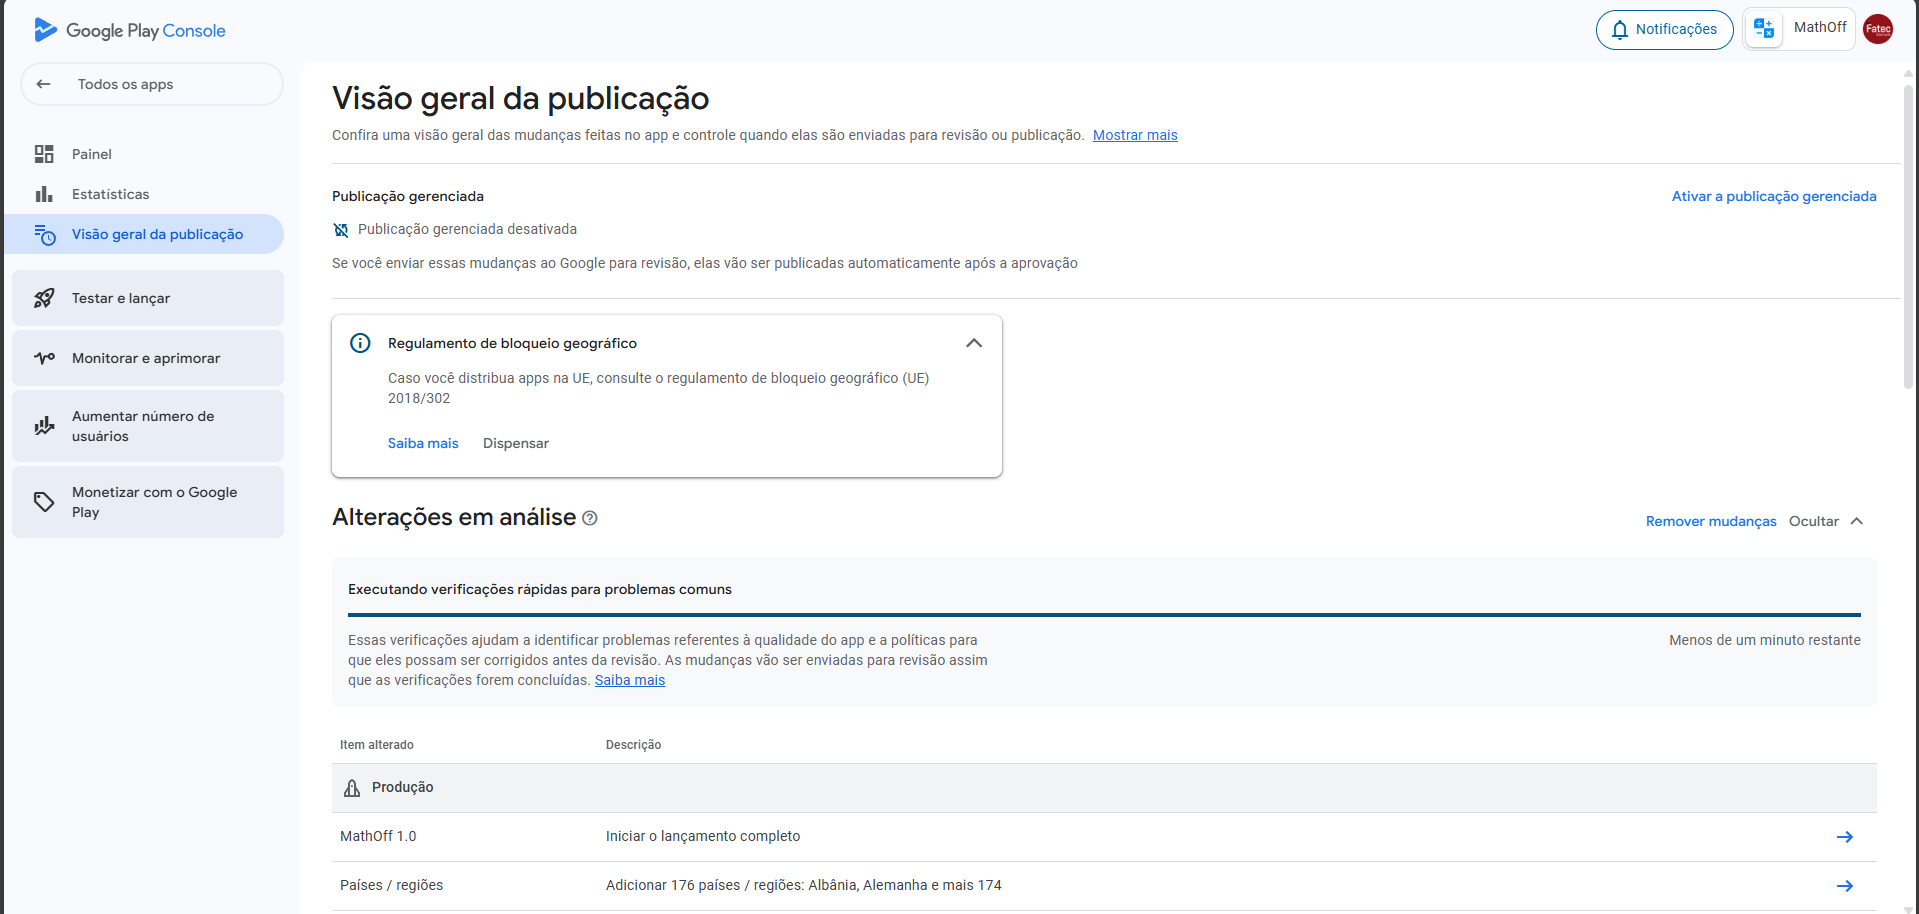 Google Play Console
Notificações
MathOff
Fatec
Todos os apps
Painel
Estatísticas
Visão geral da publicação
Testar e lançar
Monitorar e aprimorar
Aumentar número de
usuários
Monetizar com o Google
Play
Visão geral da publicação
Confira uma visão geral das mudanças feitas no app e controle quando elas são enviadas para revisão ou publicação. Mostrar mais
Publicação gerenciada
Ativar a publicação gerenciada
Publicação gerenciada desativada
Se você enviar essas mudanças ao Google para revisão, elas vão ser publicadas automaticamente após a aprovação
Regulamento de bloqueio geográfico
Caso você distribua apps na UE, consulte o regulamento de bloqueio geográfico (UE)
2018/302
Saiba mais Dispensar
Alterações em análise
Remover mudanças Ocultar
Executando verificações rápidas para problemas comuns
Essas verificações ajudam a identificar problemas referentes à qualidade do app e a políticas para
que eles possam ser corrigidos antes da revisão. As mudanças vão ser enviadas para revisão assim
que as verificações forem concluídas. Saiba mais
Menos de um minuto restante
Item alterado Descrição
Produção
MathOff 1.0 Iniciar o lançamento completo
Países / regiões Adicionar 176 países / regiões: Albânia, Alemanha e mais 174